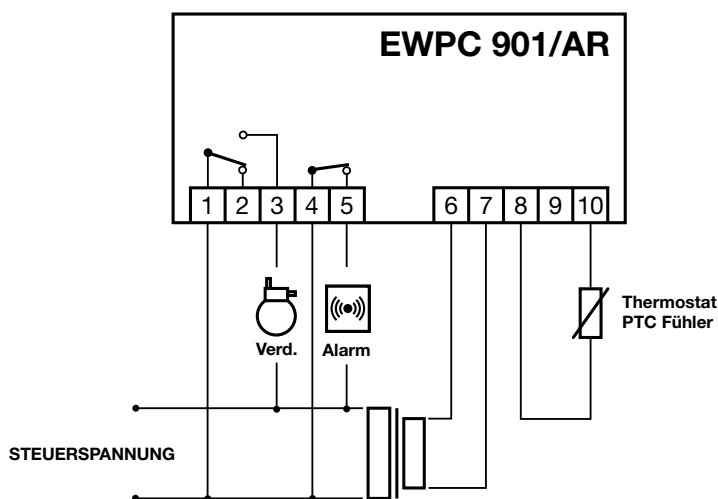 EWPC 901/AR
1 2 3 4 5 6 7 8 9 10
Thermostat
PTC Fühler
Verd. Alarm
STEUERSPANNUNG